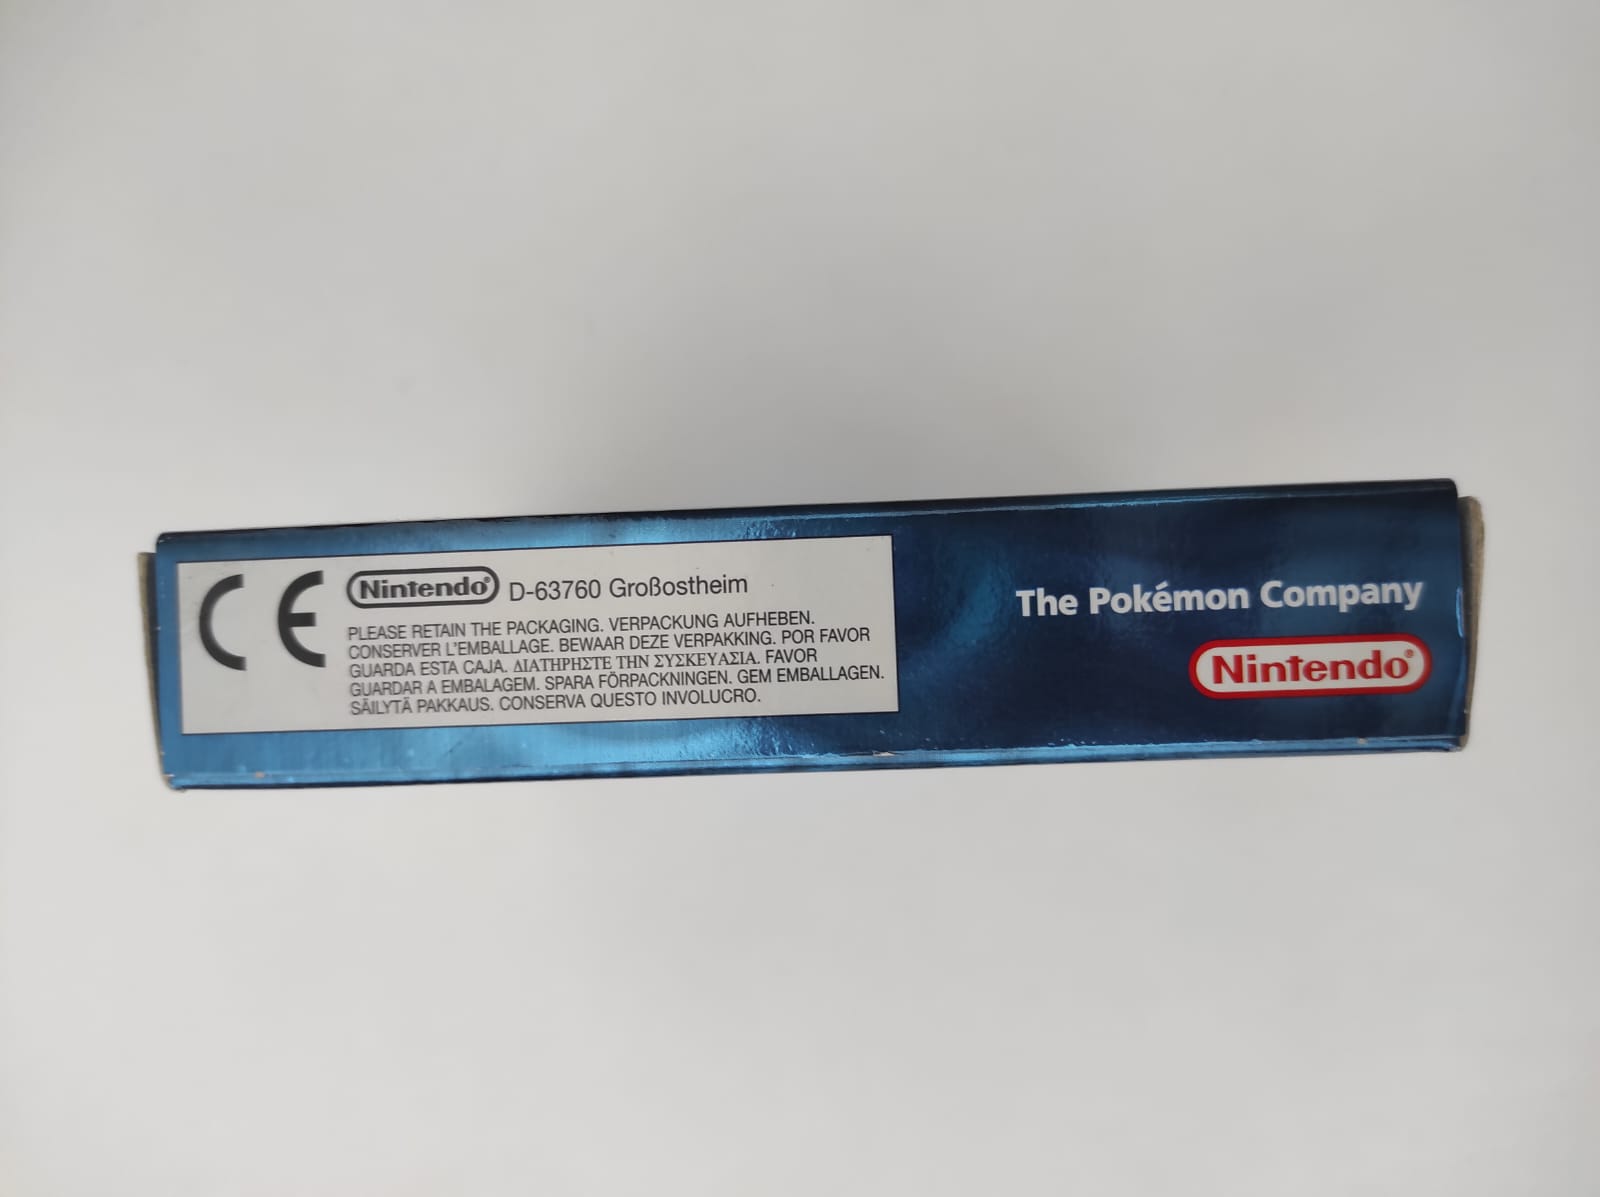 CE
Nintendo® D-63760 Großostheim
PLEASE RETAIN THE PACKAGING. VERPACKUNG AUFHEBEN.
CONSERVER L'EMBALLAGE. BEWAAR DEZE VERPAKKING. POR FAVOR
GUARDA ESTA CAJA. ΔΙΑΤΗΡΗΣΤΕ ΤΗΝ ΣΥΣΚΕΥΑΣΙΑ. FAVOR
GUARDAR A EMBALAGEM. SPARA FÖRPACKNINGEN. GEM EMBALLAGEN.
SÄILYTÄ PAKKAUS. CONSERVA QUESTO INVOLUCRO.
The Pokémon Company
Nintendo®